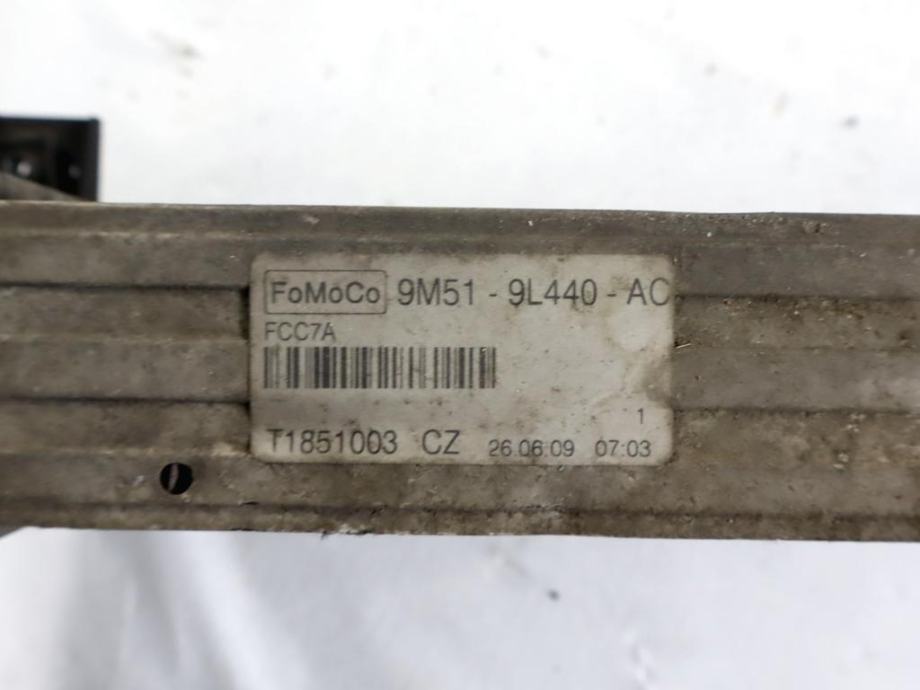 FoMoCo 9M51 - 9L440 - AC
FCC7A
1
T1851003 CZ 26.06.09 07:03